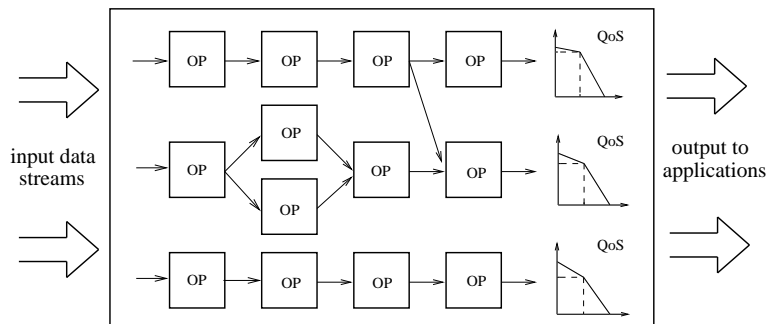 OP OP OP OP QoS
OP
input data
streams
OP OP OP QoS
OP
output to
applications
OP OP OP OP QoS